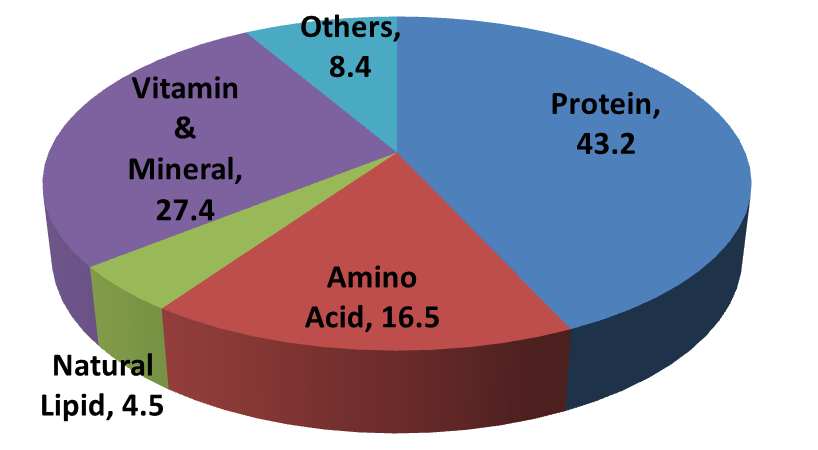 Others,
8.4
Protein,
43.2
Vitamin
&
Mineral,
27.4
Amino
Acid, 16.5
Natural
Lipid, 4.5